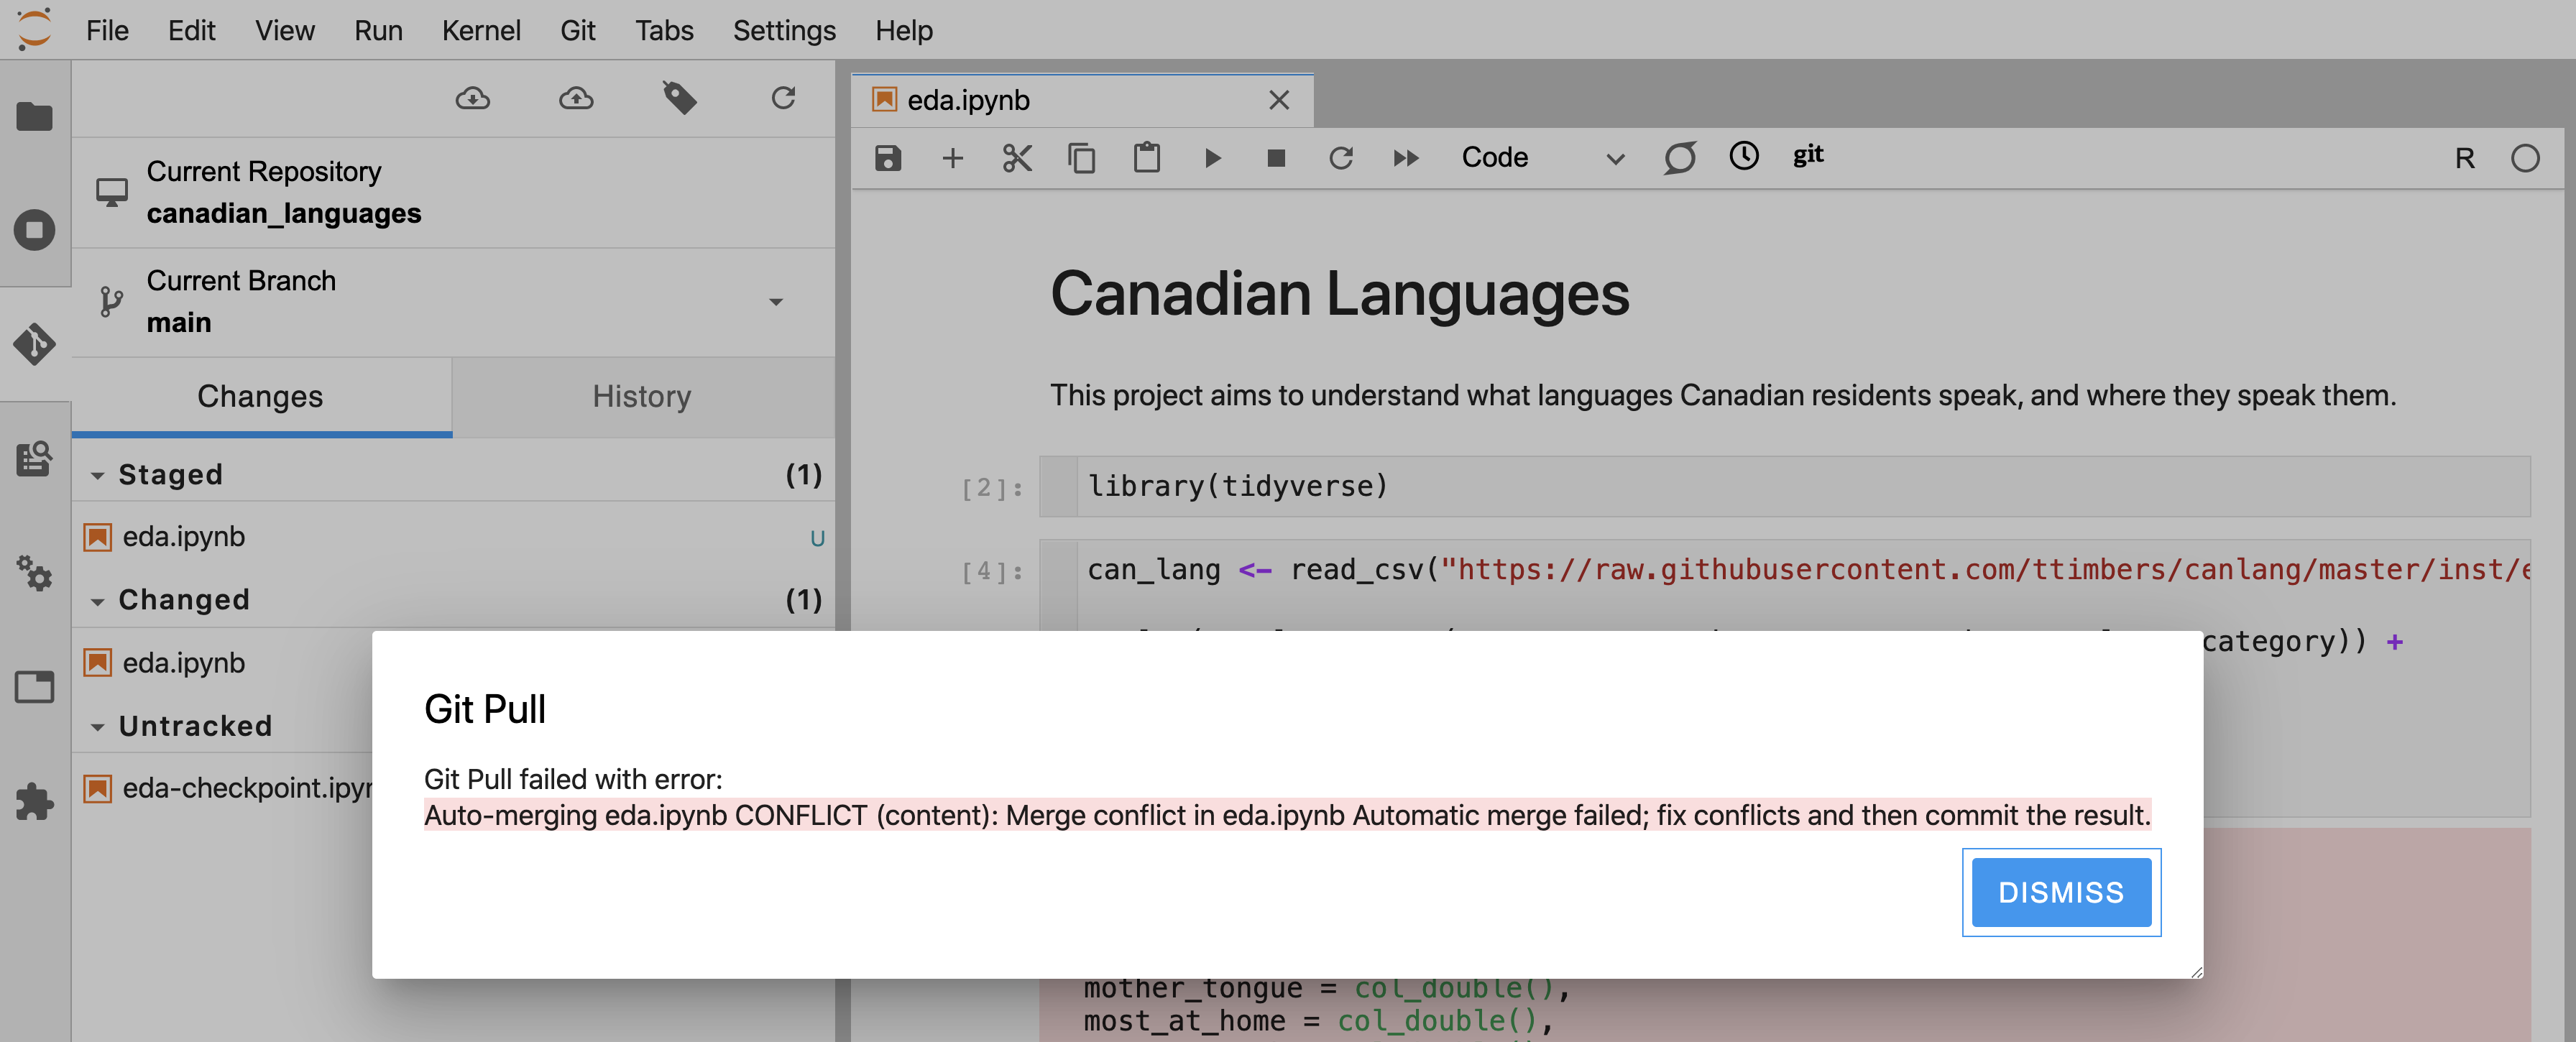 File Edit View Run Kernel Git Tabs Settings Help
Current Repository
canadian_languages
Current Branch
main
Changes History
Staged (1)
eda.ipynb U
Changed (1)
eda.ipynb
Untracked
eda-checkpoint.ipyn
eda.ipynb
Code git R
Canadian Languages
This project aims to understand what languages Canadian residents speak, and where they speak them.
[2]: library(tidyverse)
[4]: can_lang <- read_csv("https://raw.githubusercontent.com/ttimbers/canlang/master/inst/e
category)) +
Git Pull
Git Pull failed with error:
Auto-merging eda.ipynb CONFLICT (content): Merge conflict in eda.ipynb Automatic merge failed; fix conflicts and then commit the result.
DISMISS
mother_tongue = col_double(),
most_at_home = col_double(),